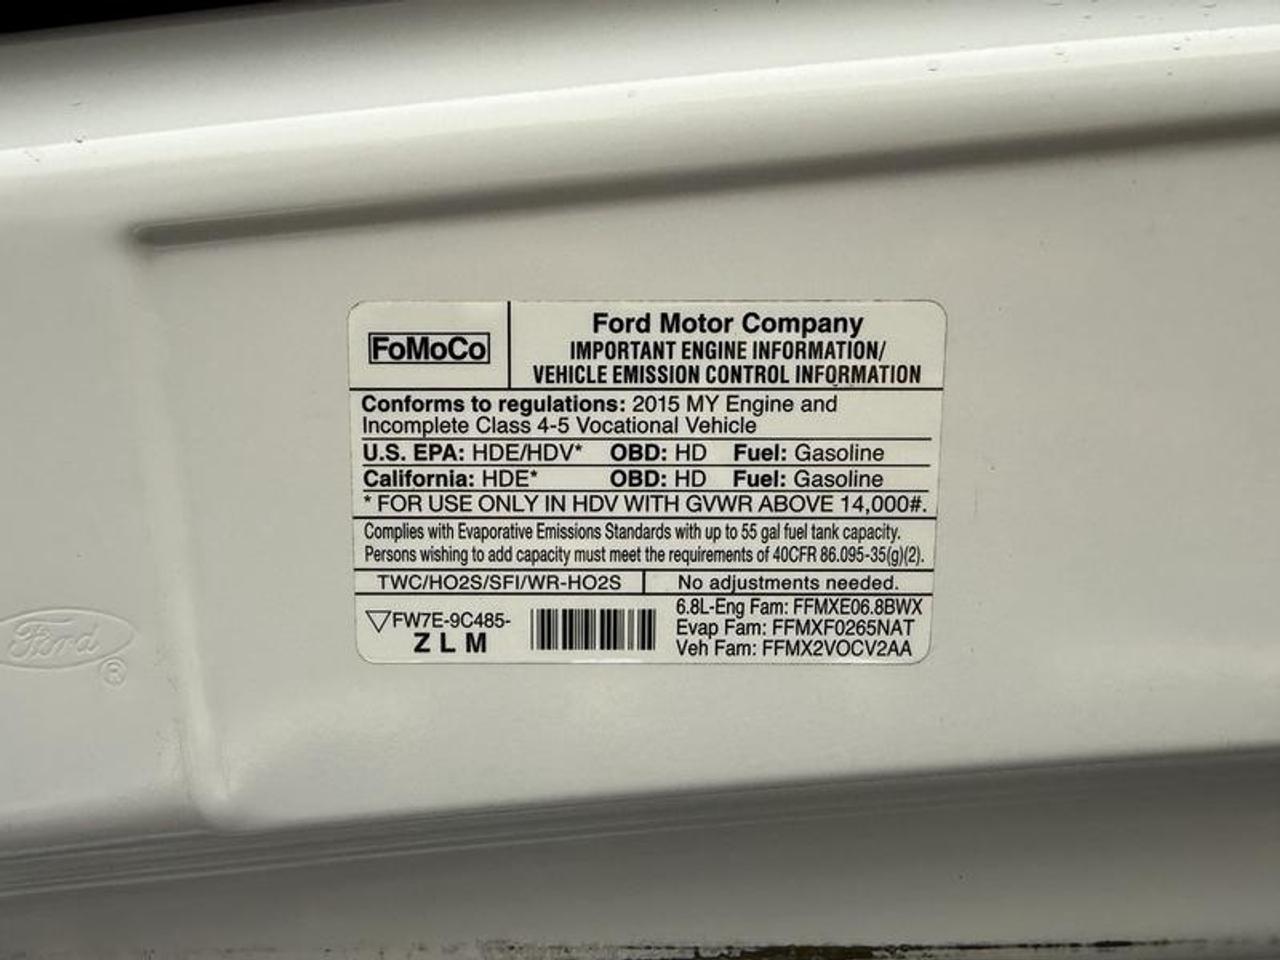 FoMoCo
Ford Motor Company
IMPORTANT ENGINE INFORMATION/
VEHICLE EMISSION CONTROL INFORMATION
Conforms to regulations: 2015 MY Engine and
Incomplete Class 4-5 Vocational Vehicle
U.S. EPA: HDE/HDV* OBD: HD Fuel: Gasoline
California: HDE* OBD: HD Fuel: Gasoline
* FOR USE ONLY IN HDV WITH GVWR ABOVE 14,000#.
Complies with Evaporative Emissions Standards with up to 55 gal fuel tank capacity.
Persons wishing to add capacity must meet the requirements of 40CFR 86.095-35(g)(2).
TWC/HO2S/SFI/WR-HO2S No adjustments needed.
FW7E-9C485-
Z L M
6.8L-Eng Fam: FFMXE06.8BWX
Evap Fam: FFMXF0265NAT
Veh Fam: FFMX2VOCV2AA
Ford
®